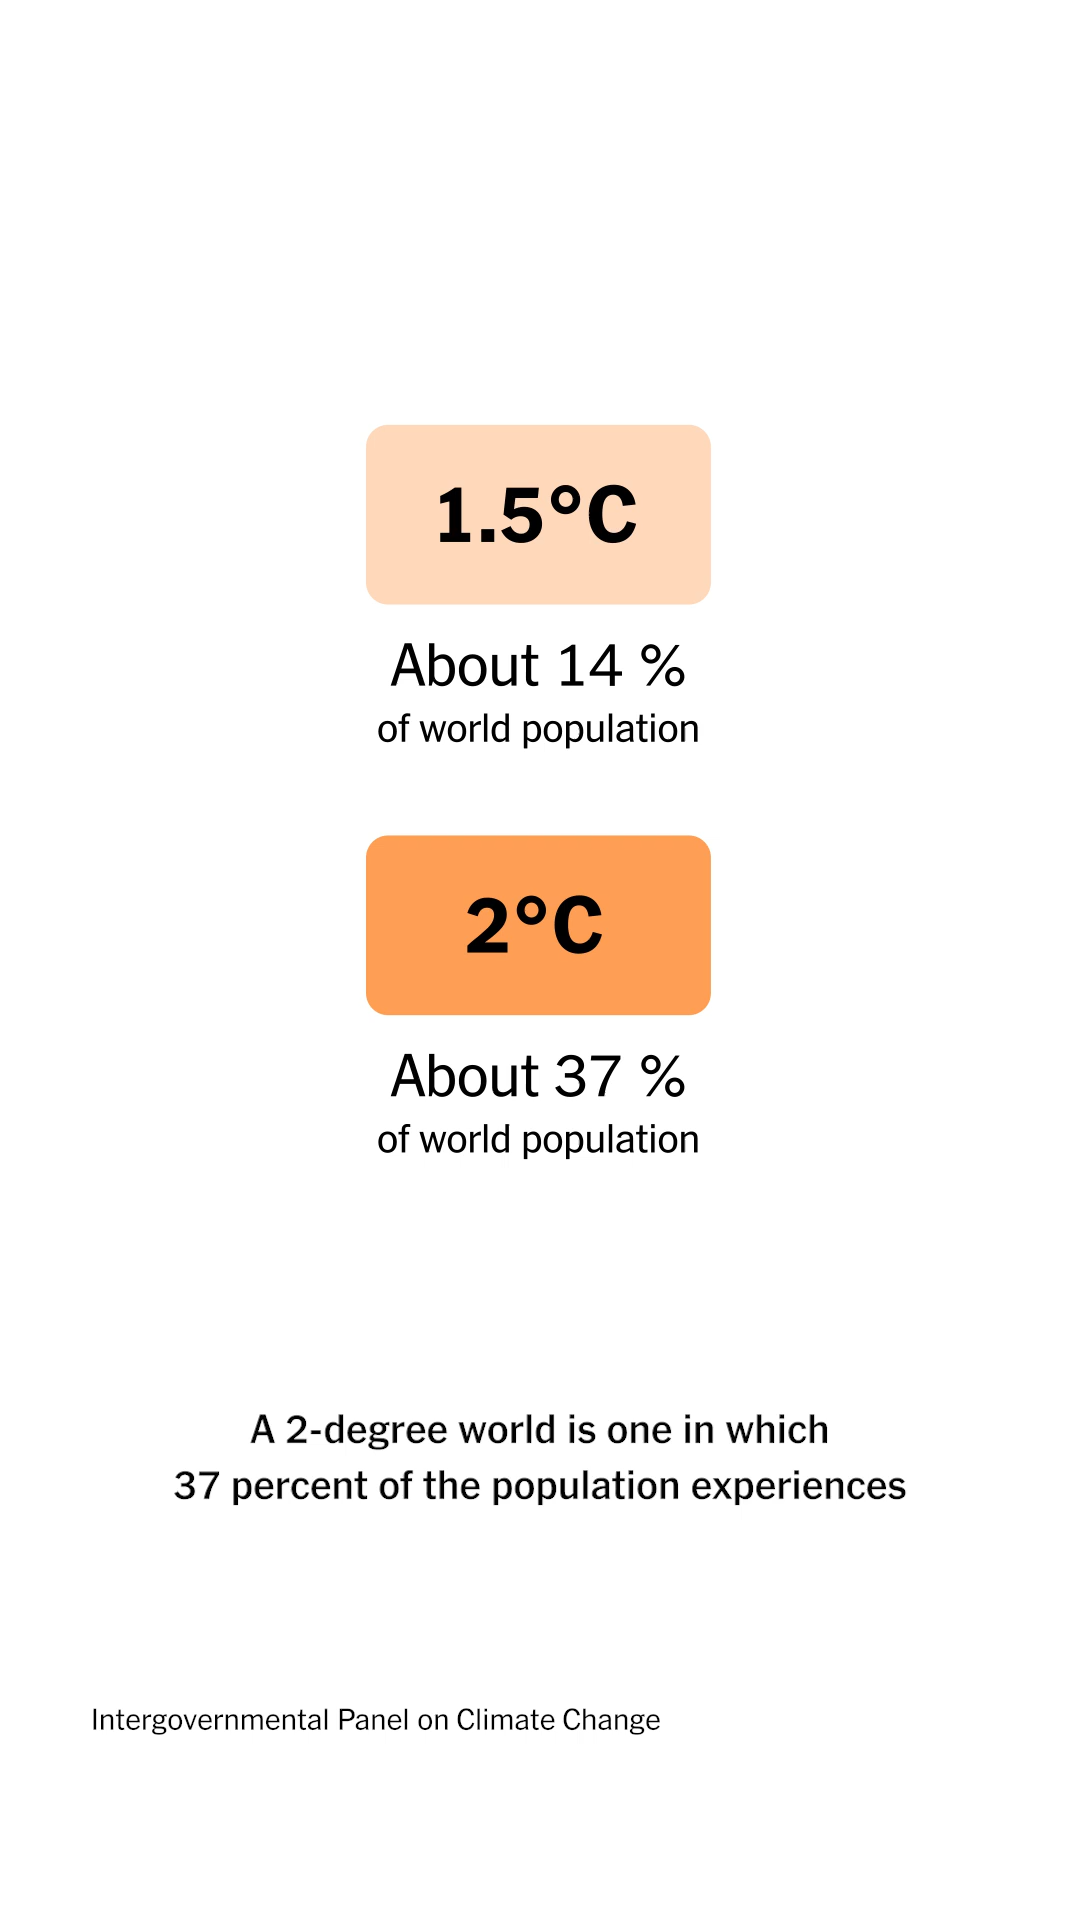 1.5°C
About 14 %
of world population
2°C
About 37 %
of world population
A 2-degree world is one in which
37 percent of the population experiences
Intergovernmental Panel on Climate Change